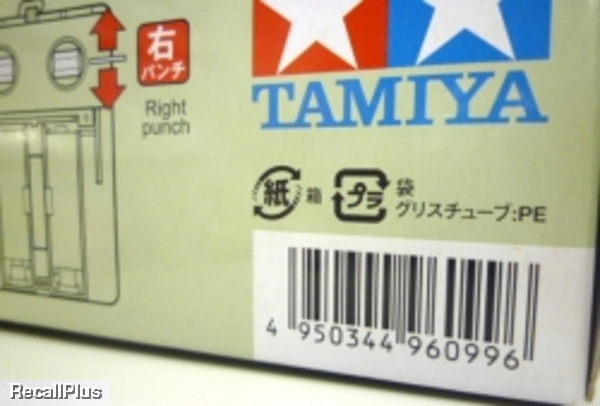 右
パンチ
Right
punch
TAMIYA
紙 箱
プラ 袋
グリスチューブ:PE
4 950344 960996
RecallPlus